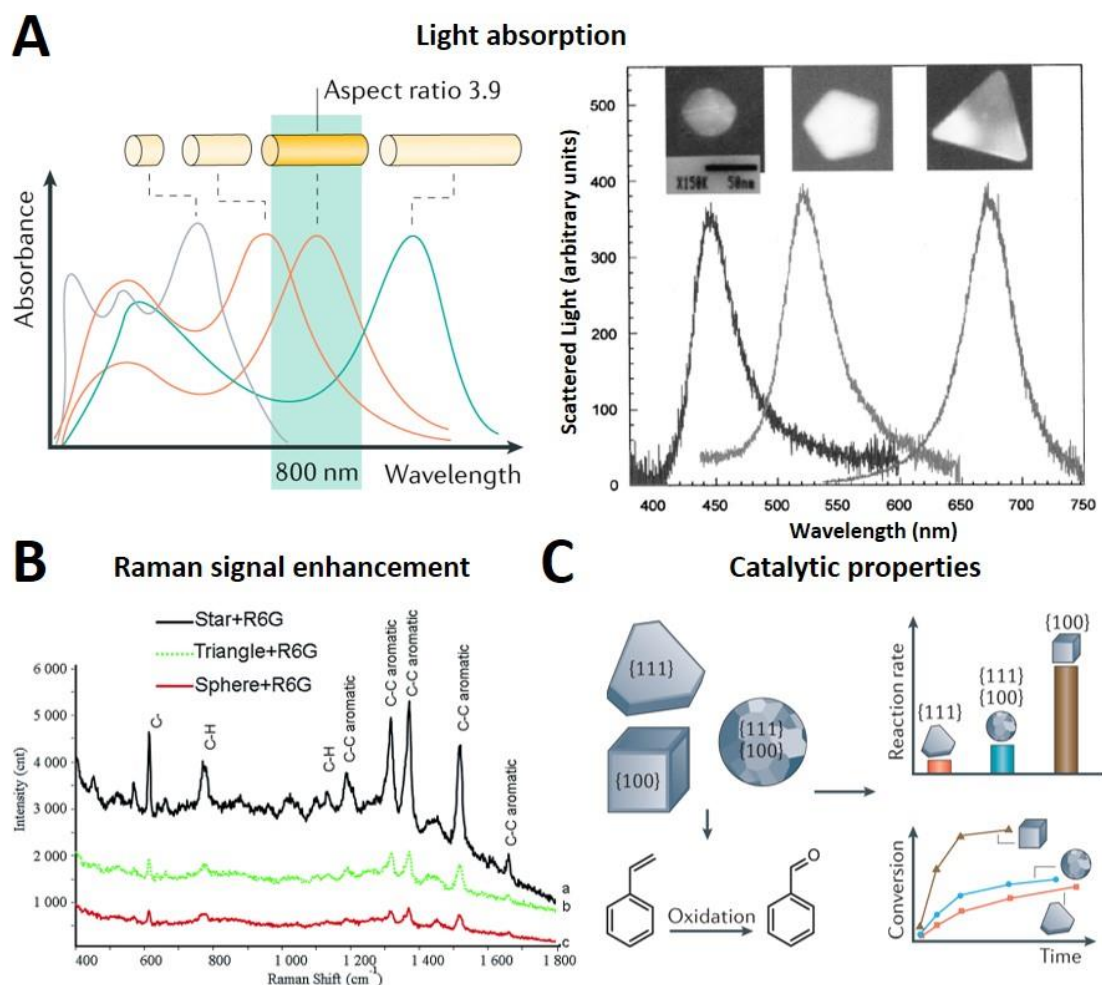 A
Light absorption
Aspect ratio 3.9
Absorbance
800 nm
Wavelength
Scattered Light (arbitrary units)
500
400
300
200
100
0
X150K
50nm
400
450
500
550
600
650
700
750
Wavelength (nm)
B
Raman signal enhancement
Star+R6G
Triangle+R6G
Sphere+R6G
Intensity (cnt)
6 000
5 000
4 000
3 000
2 000
1 000
C-H
C-H
C-C aromatic
C-C aromatic
C-C aromatic
C-C aromatic
C-C aromatic
a
b
c
400
600
800
1 000
1 200
1 400
1 600
1 800
Raman Shift (cm-1)
C
Catalytic properties
{111}
{100}
{111}
{100}
Oxidation
O
Reaction rate
{111}
{111}
{100}
{100}
Conversion
Time